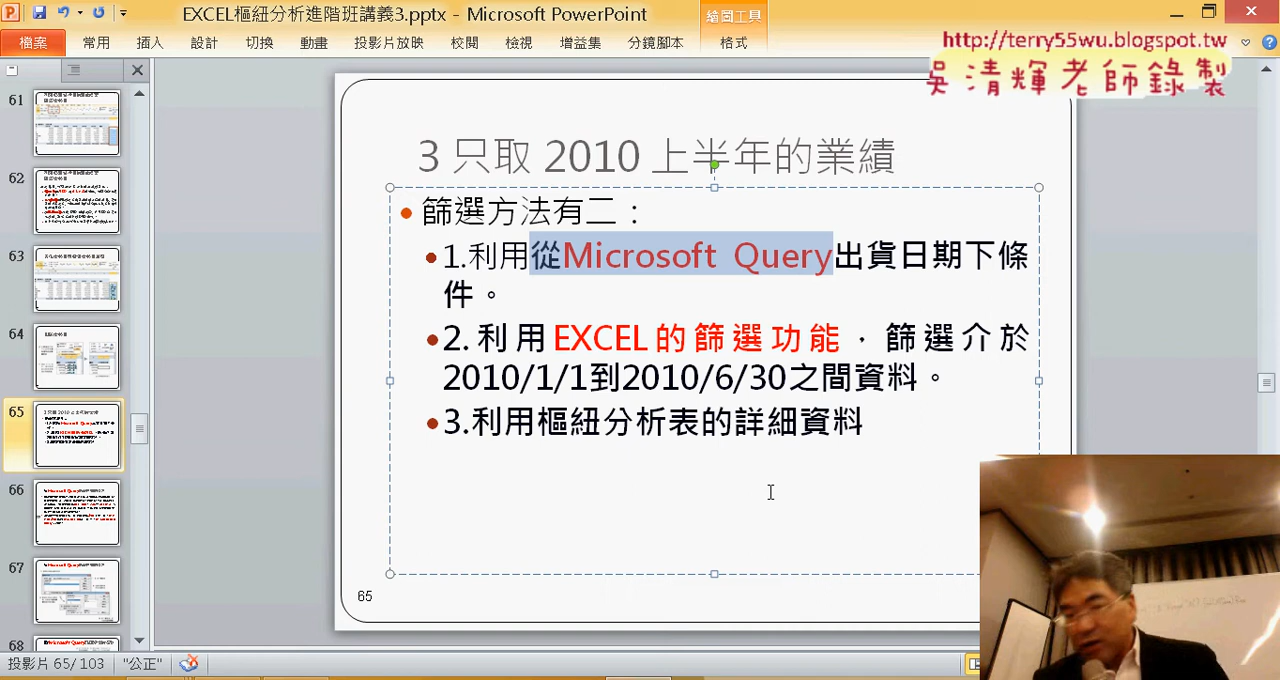 EXCEL樞紐分析進階班講義3.pptx - Microsoft PowerPoint
繪圖工具
檔案 常用 插入 設計 切換 動畫 投影片放映 校閱 檢視 增益集 分鏡腳本 格式
http://terry55wu.blogspot.tw
吳清輝老師錄製
61
62
63
64
65
66
67
68
3 只取 2010 上半年的業績
篩選方法有二：
1.利用從Microsoft Query出貨日期下條
件。
2.利用EXCEL的篩選功能，篩選介於
2010/1/1到2010/6/30之間資料。
3.利用樞紐分析表的詳細資料
65
投影片 65/ 103 "公正"